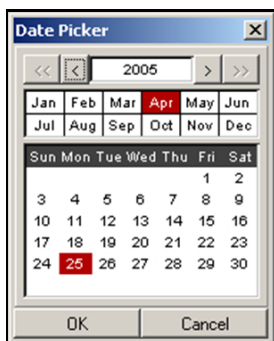 Date Picker
<< < 2005 > >>
Jan Feb Mar Apr May Jun
Jul Aug Sep Oct Nov Dec
Sun Mon Tue Wed Thu Fri Sat
1 2
3 4 5 6 7 8 9
10 11 12 13 14 15 16
17 18 19 20 21 22 23
24 25 26 27 28 29 30
OK Cancel